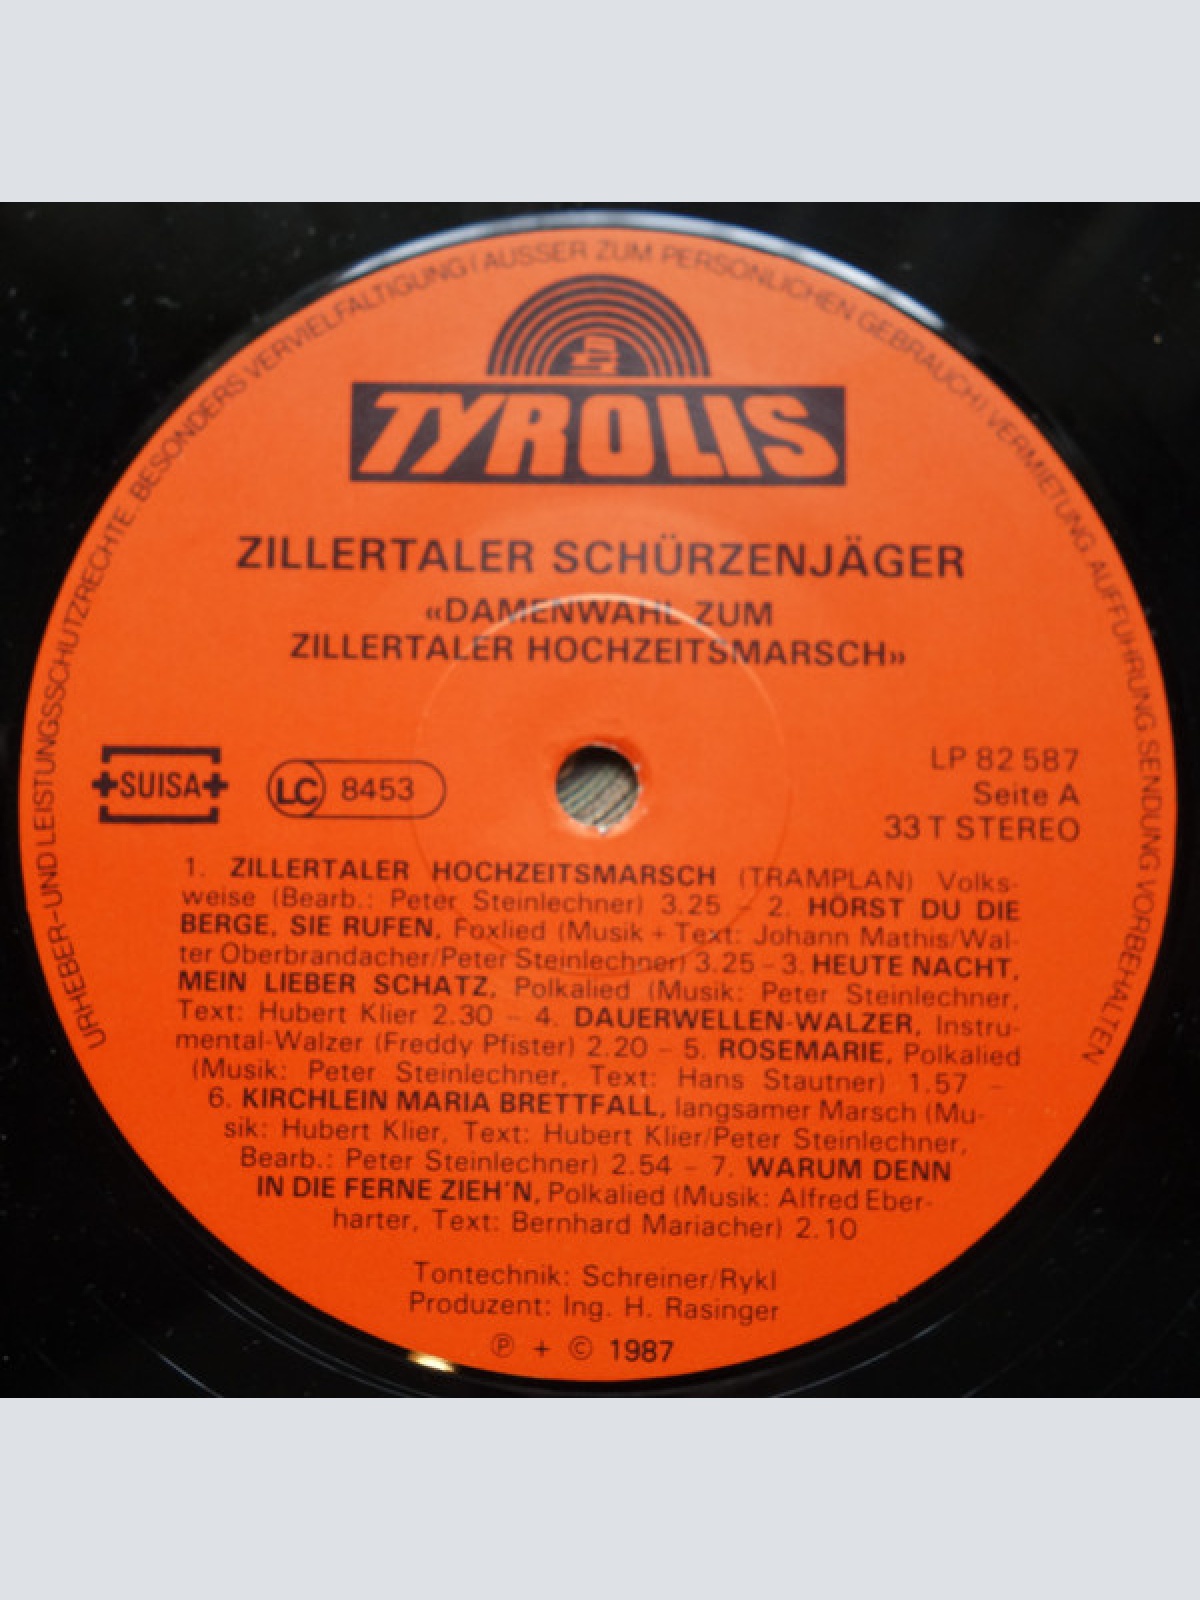 URHEBER- UND LEISTUNGSSCHUTZRECHTE. BESONDERS VERVIELFÄLTIGUNG (AUSSER ZUM PERSÖNLICHEN GEBRAUCH) VERMIETUNG. AUFFÜHRUNG. SENDUNG VORBEHALTEN
TYROLIS
ZILLERTALER SCHÜRZENJÄGER
«DAMENWAHL ZUM
ZILLERTALER HOCHZEITSMARSCH»
SUISA
LC 8453
LP 82 587
Seite A
33 T STEREO
1. ZILLERTALER HOCHZEITSMARSCH (TRAMPLAN) Volks-
weise (Bearb.: Peter Steinlechner) 3.25 – 2. HÖRST DU DIE
BERGE, SIE RUFEN, Foxlied (Musik + Text: Johann Mathis/Wal-
ter Oberbrandacher/Peter Steinlechner) 3.25 – 3. HEUTE NACHT,
MEIN LIEBER SCHATZ, Polkalied (Musik: Peter Steinlechner,
Text: Hubert Klier 2.30 – 4. DAUERWELLEN-WALZER, Instru-
mental-Walzer (Freddy Pfister) 2.20 – 5. ROSEMARIE, Polkalied
(Musik: Peter Steinlechner, Text: Hans Stautner) 1.57 –
6. KIRCHLEIN MARIA BRETTFALL, langsamer Marsch (Mu-
sik: Hubert Klier, Text: Hubert Klier/Peter Steinlechner,
Bearb.: Peter Steinlechner) 2.54 – 7. WARUM DENN
IN DIE FERNE ZIEH'N, Polkalied (Musik: Alfred Eber-
harter, Text: Bernhard Mariacher) 2.10
Tontechnik: Schreiner/Rykl
Produzent: Ing. H. Rasinger
℗ + © 1987